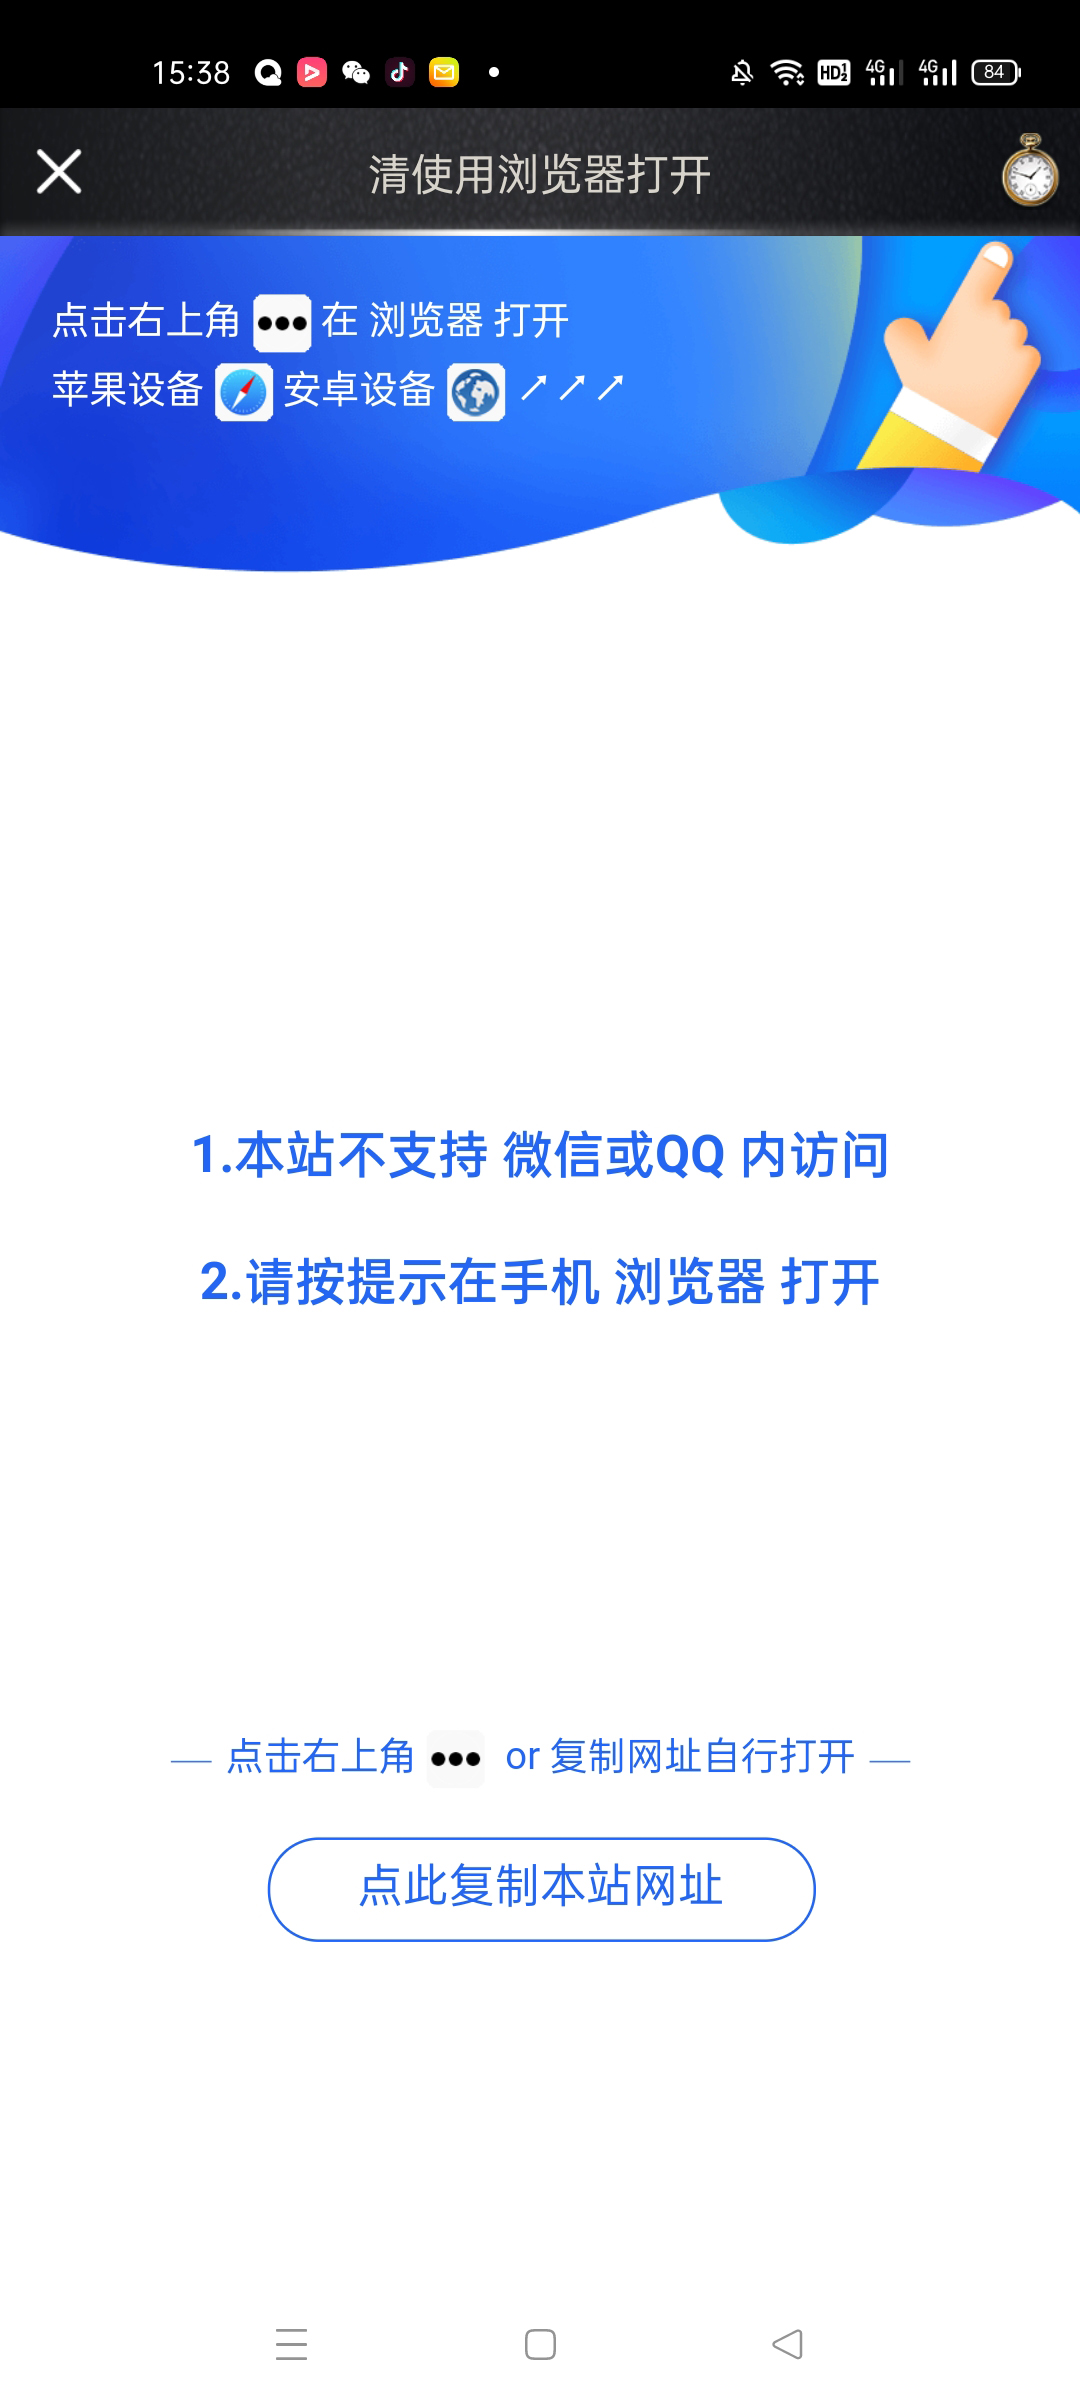 15:38
HD 1 2 4G 4G 84
清使用浏览器打开
点击右上角 ••• 在 浏览器 打开
苹果设备 安卓设备 ↗↗↗
1.本站不支持 微信或QQ 内访问
2.请按提示在手机 浏览器 打开
点击右上角 ••• or 复制网址自行打开
点此复制本站网址